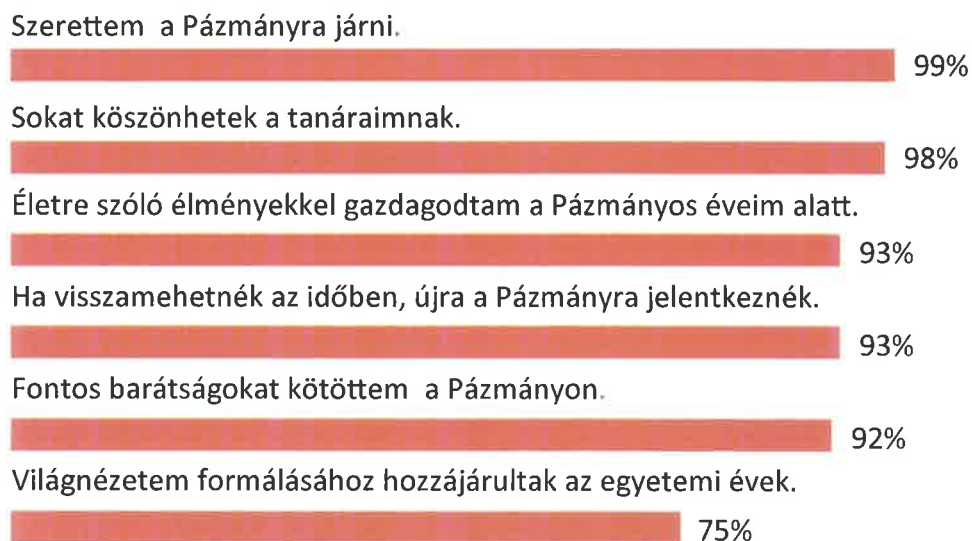 Szerettem a Pázmányra járni.
99%
Sokat köszönhetek a tanáraimnak.
98%
Életre szóló élményekkel gazdagodtam a Pázmányos éveim alatt.
93%
Ha visszamehetnék az időben, újra a Pázmányra jelentkeznék.
93%
Fontos barátságokat kötöttem a Pázmányon.
92%
Világnézetem formálásához hozzájárultak az egyetemi évek.
75%